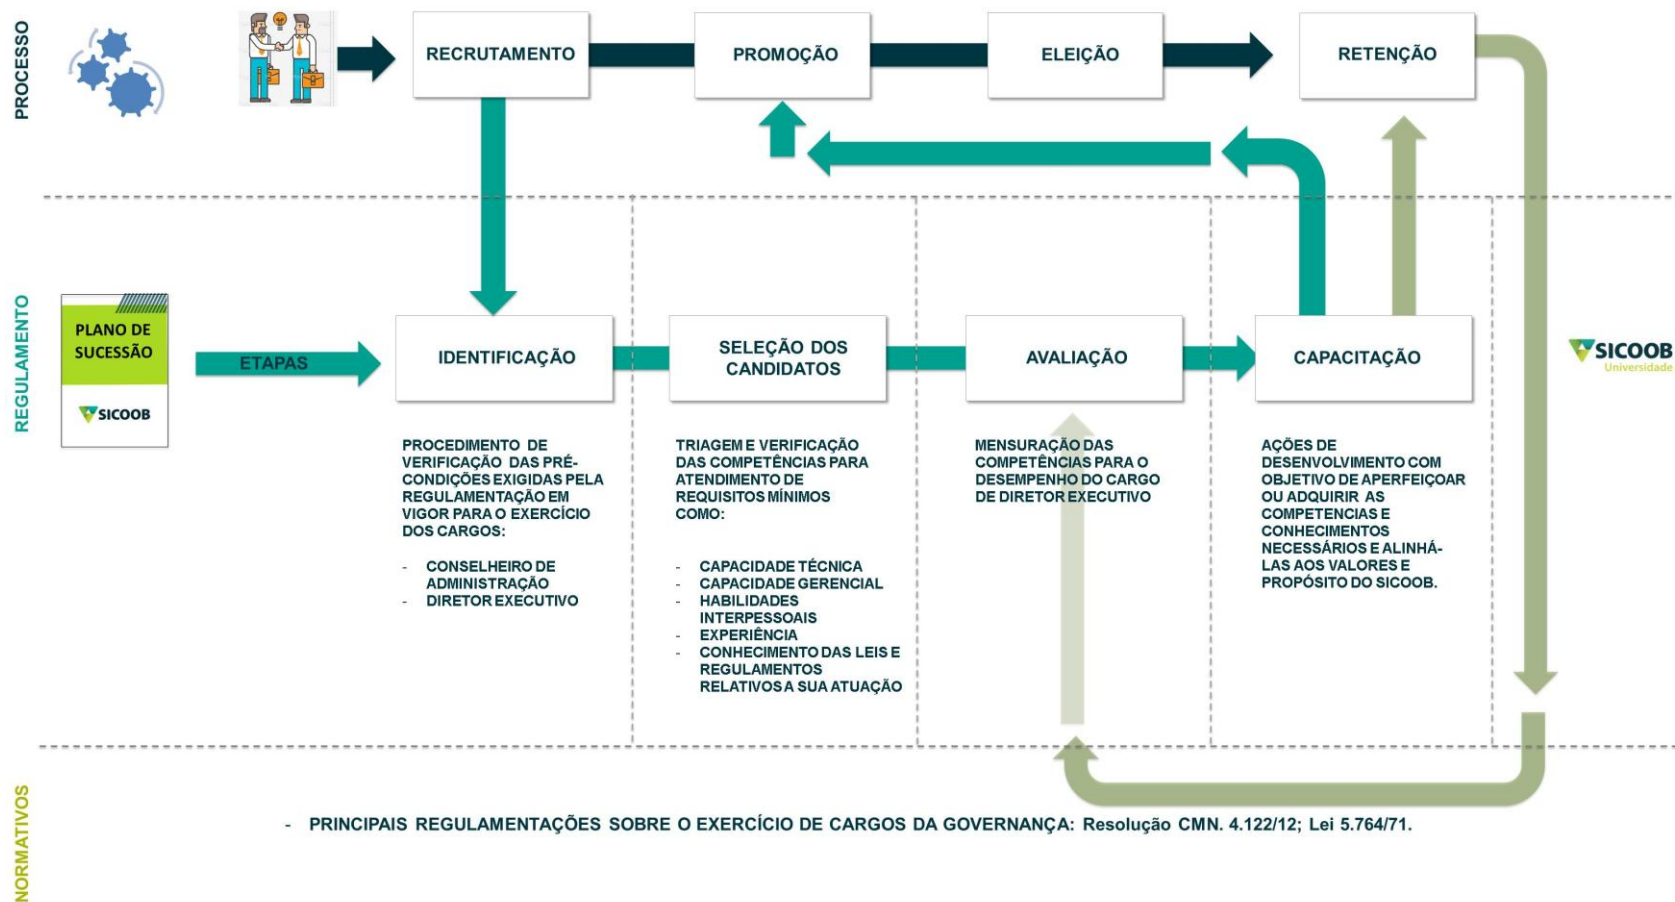 PROCESSO
RECRUTAMENTO
PROMOÇÃO
ELEIÇÃO
RETENÇÃO
REGULAMENTO
PLANO DE
SUCESSÃO
SICOOB
ETAPAS
IDENTIFICAÇÃO
SELEÇÃO DOS
CANDIDATOS
AVALIAÇÃO
CAPACITAÇÃO
SICOOB
Universidade
PROCEDIMENTO DE
VERIFICAÇÃO DAS PRÉ-
CONDIÇÕES EXIGIDAS PELA
REGULAMENTAÇÃO EM
VIGOR PARA O EXERCÍCIO
DOS CARGOS:
- CONSELHEIRO DE
ADMINISTRAÇÃO
- DIRETOR EXECUTIVO
TRIAGEM E VERIFICAÇÃO
DAS COMPETÊNCIAS PARA
ATENDIMENTO DE
REQUISITOS MÍNIMOS
COMO:
- CAPACIDADE TÉCNICA
- CAPACIDADE GERENCIAL
- HABILIDADES
INTERPESSOAIS
- EXPERIÊNCIA
- CONHECIMENTO DAS LEIS E
REGULAMENTOS
RELATIVOS A SUA ATUAÇÃO
MENSURAÇÃO DAS
COMPETÊNCIAS PARA O
DESEMPENHO DO CARGO
DE DIRETOR EXECUTIVO
AÇÕES DE
DESENVOLVIMENTO COM
OBJETIVO DE APERFEIÇOAR
OU ADQUIRIR AS
COMPETENCIAS E
CONHECIMENTOS
NECESSÁRIOS E ALINHÁ-
LAS AOS VALORES E
PROPÓSITO DO SICOOB.
NORMATIVOS
- PRINCIPAIS REGULAMENTAÇÕES SOBRE O EXERCÍCIO DE CARGOS DA GOVERNANÇA: Resolução CMN. 4.122/12; Lei 5.764/71.